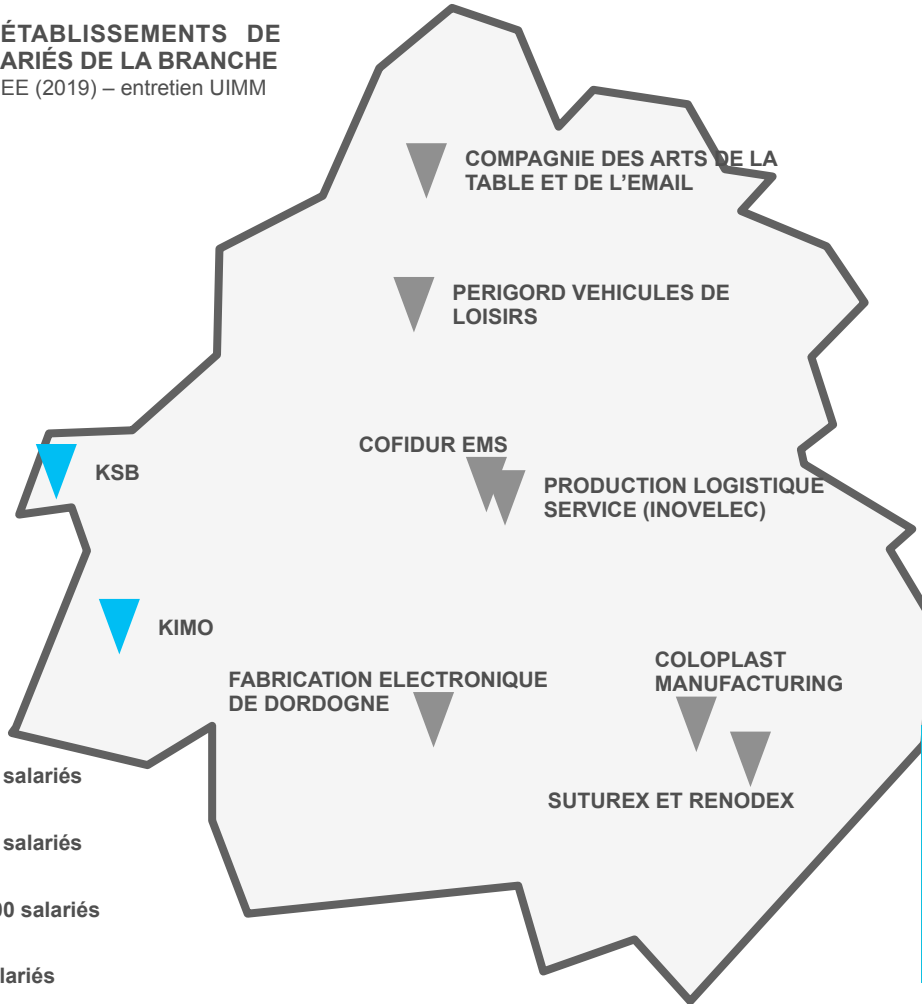 ÉTABLISSEMENTS DE
ARIÉS DE LA BRANCHE
EE (2019) – entretien UIMM
COMPAGNIE DES ARTS DE LA
TABLE ET DE L'EMAIL
PERIGORD VEHICULES DE
LOISIRS
COFIDUR EMS
KSB
PRODUCTION LOGISTIQUE
SERVICE (INOVELEC)
KIMO
COLOPLAST
MANUFACTURING
FABRICATION ELECTRONIQUE
DE DORDOGNE
salariés
SUTUREX ET RENODEX
salariés
00 salariés
lariés